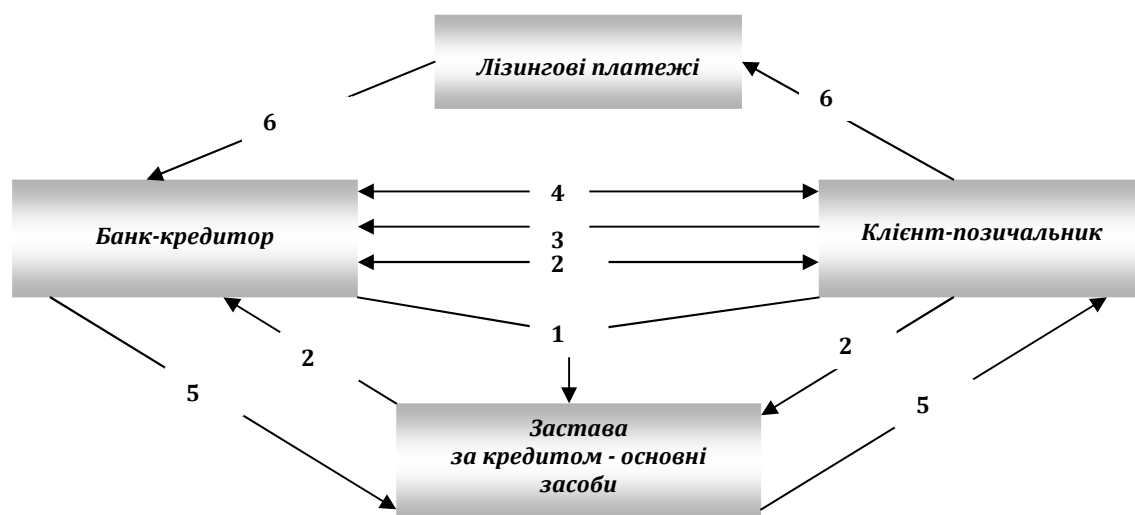 Лізингові платежі
6
6
4
Банк-кредитор
Клієнт-позичальник
3
2
1
2
2
5
5
Застава
за кредитом - основні
засоби